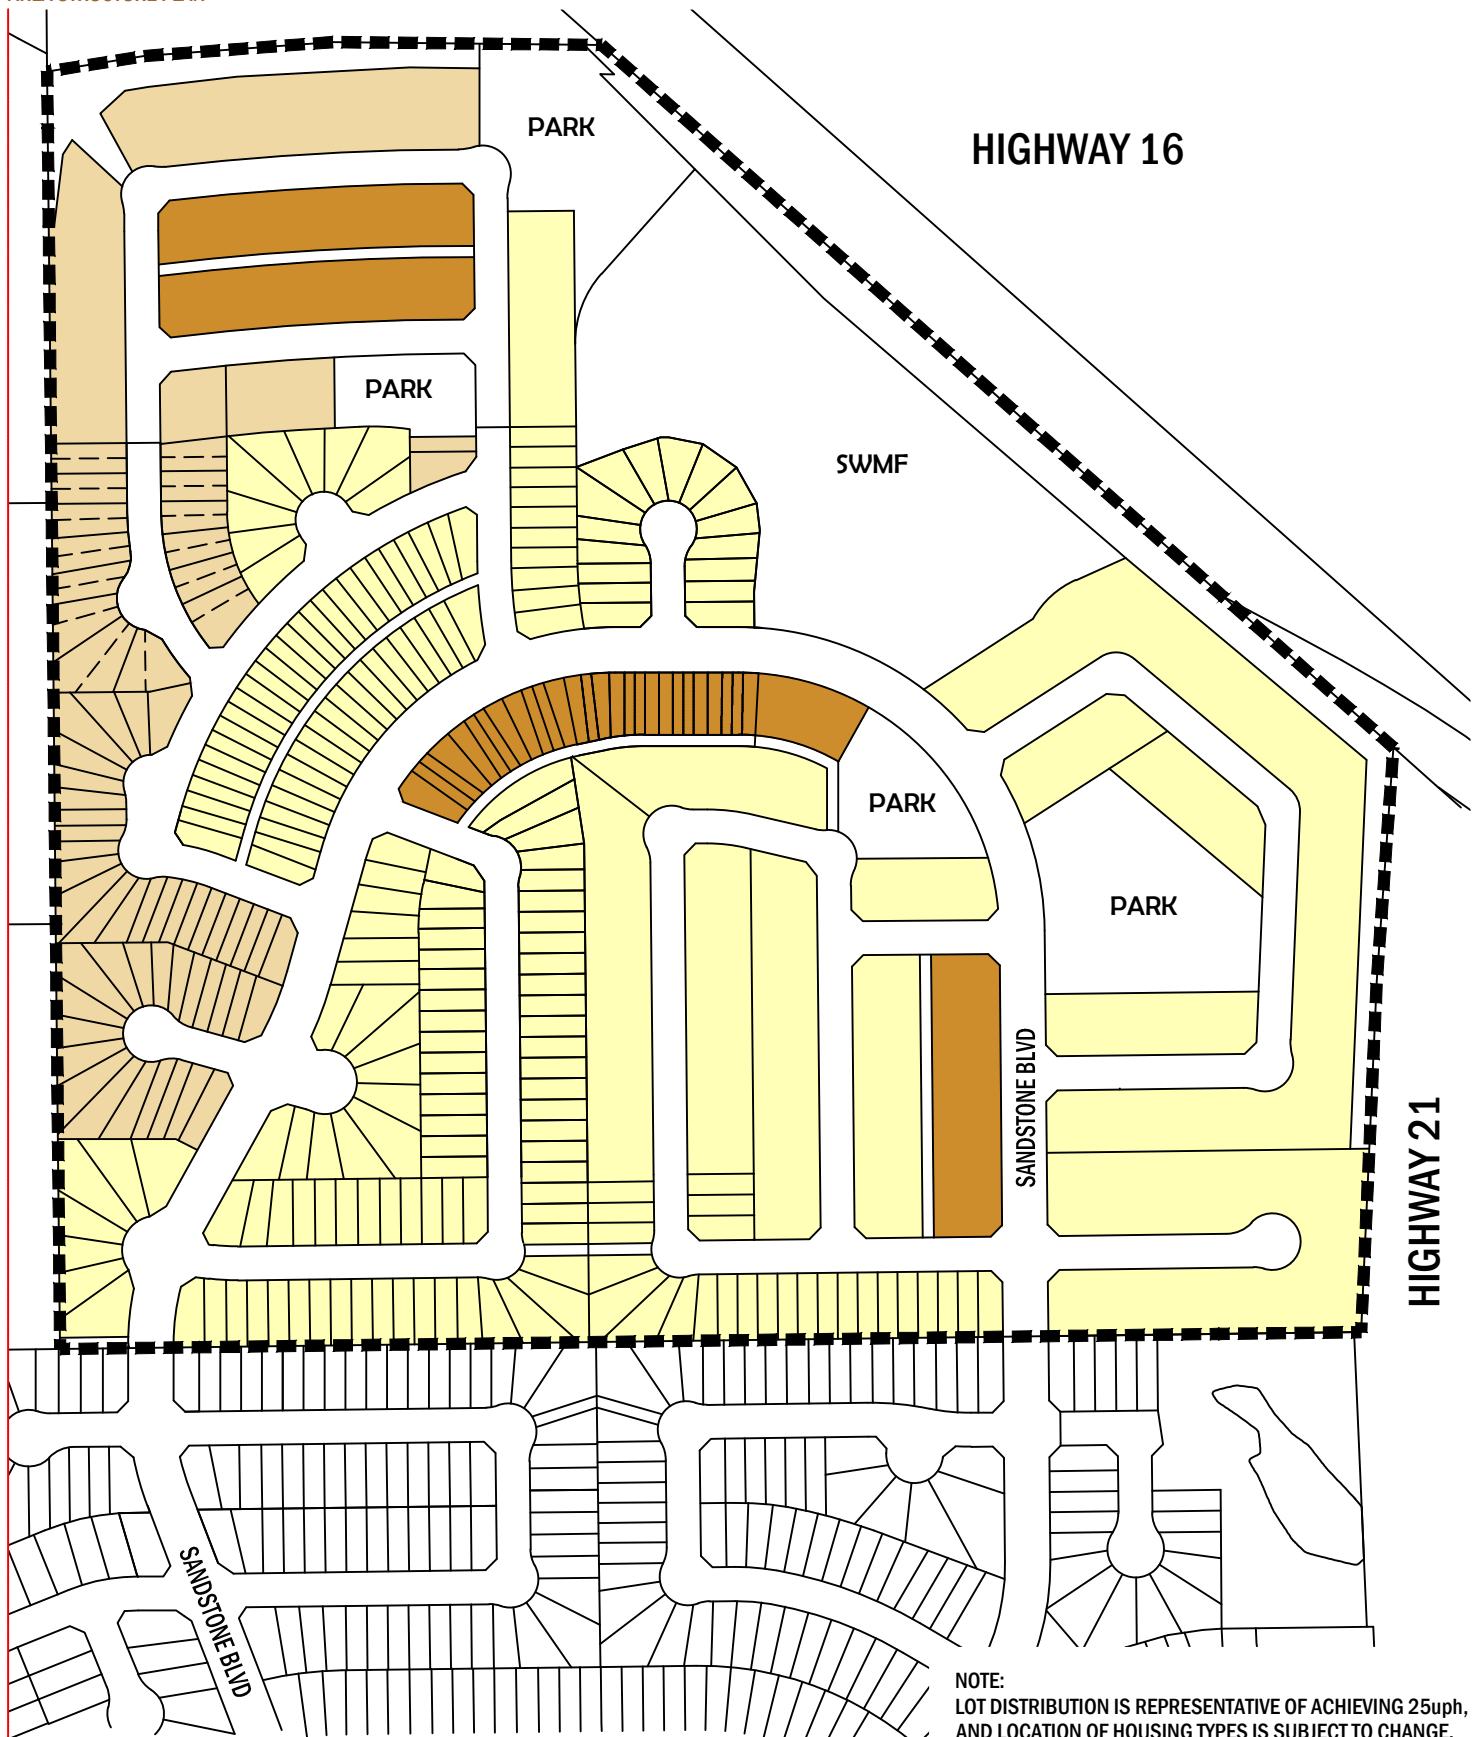 PARK
HIGHWAY 16
PARK
SWMF
PARK
PARK
SANDSTONE BLVD
HIGHWAY 21
SANDSTONE BLVD
NOTE:
LOT DISTRIBUTION IS REPRESENTATIVE OF ACHIEVING 25uph,
AND LOCATION OF HOUSING TYPES IS SUBJECT TO CHANGE.